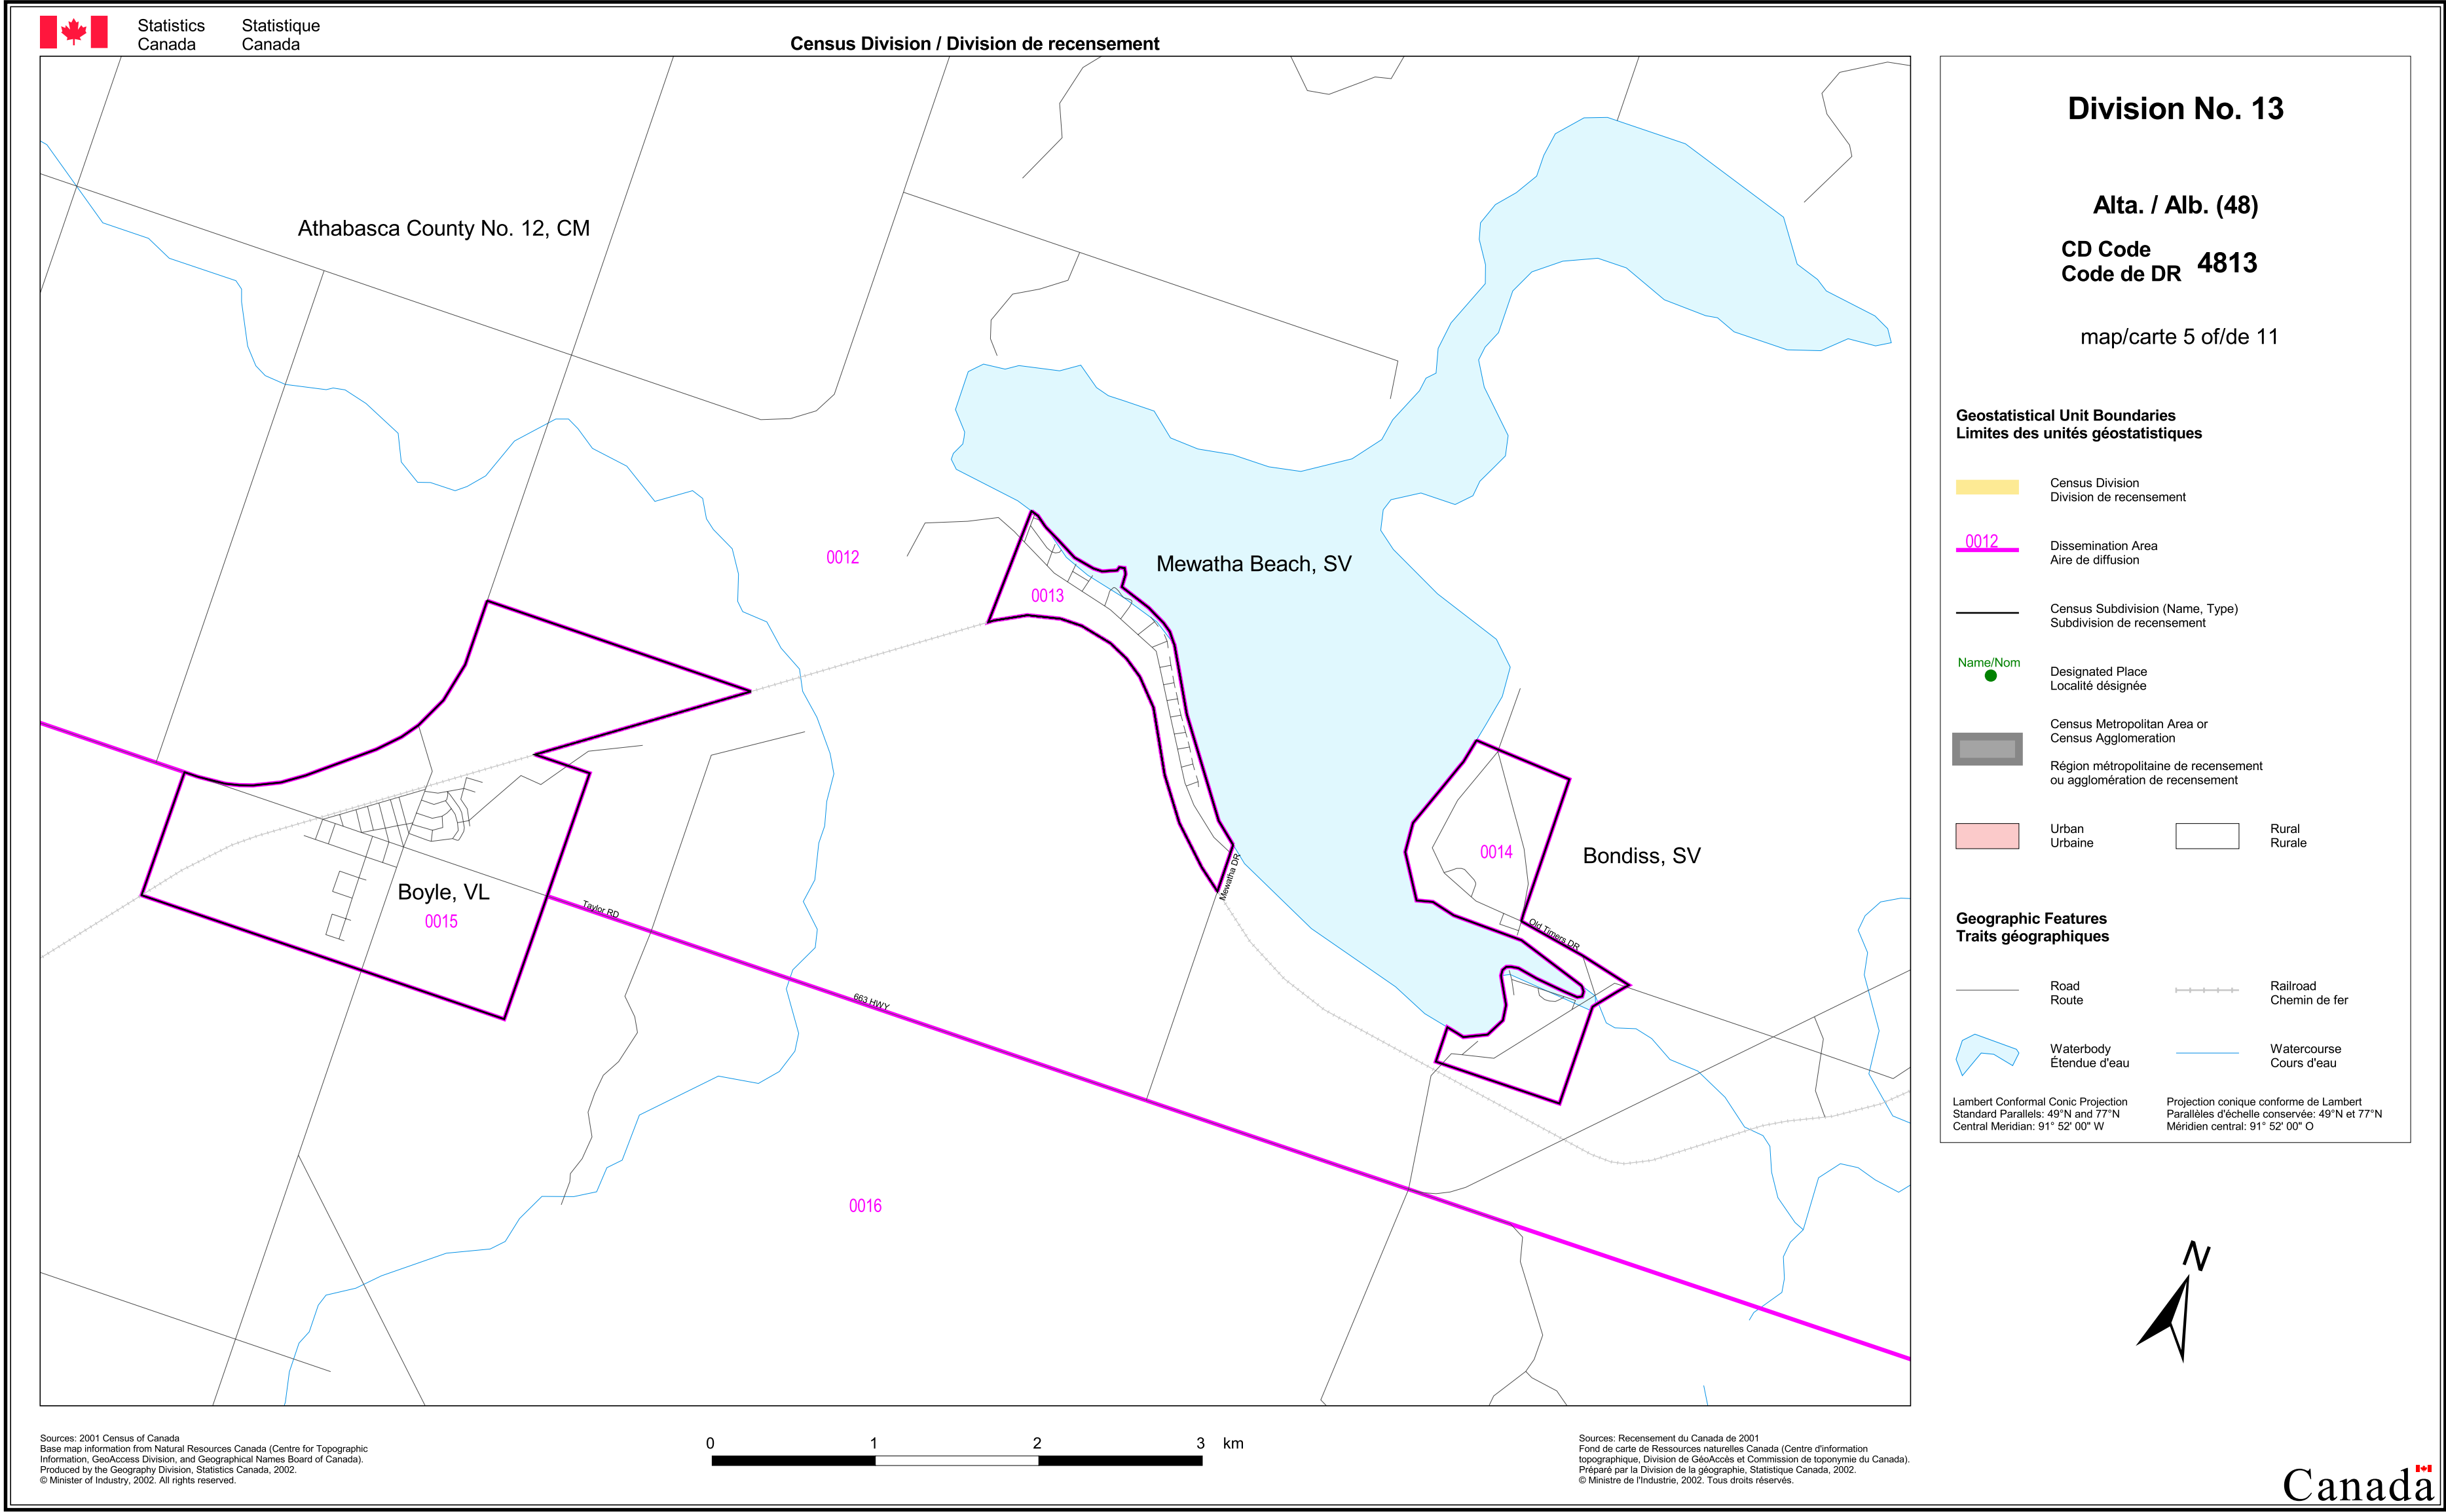 Statistics Statistique
Canada Canada
Census Division / Division de recensement
Athabasca County No. 12, CM
0012
Mewatha Beach, SV
0013
0014
Bondiss, SV
Boyle, VL
0015
Taylor RD
663 HWY
Mewatha DR
Old Timers DR
0016
Division No. 13
Alta. / Alb. (48)
CD Code
Code de DR 4813
map/carte 5 of/de 11
Geostatistical Unit Boundaries
Limites des unités géostatistiques
Census Division
Division de recensement
0012
Dissemination Area
Aire de diffusion
Census Subdivision (Name, Type)
Subdivision de recensement
Name/Nom
Designated Place
Localité désignée
Census Metropolitan Area or
Census Agglomeration
Région métropolitaine de recensement
ou agglomération de recensement
Urban
Urbaine
Rural
Rurale
Geographic Features
Traits géographiques
Road
Route
Railroad
Chemin de fer
Waterbody
Étendue d'eau
Watercourse
Cours d'eau
Lambert Conformal Conic Projection
Standard Parallels: 49°N and 77°N
Central Meridian: 91° 52' 00" W
Projection conique conforme de Lambert
Parallèles d'échelle conservée: 49°N et 77°N
Méridien central: 91° 52' 00" O
N
Sources: 2001 Census of Canada
Base map information from Natural Resources Canada (Centre for Topographic
Information, GeoAccess Division, and Geographical Names Board of Canada).
Produced by the Geography Division, Statistics Canada, 2002.
© Minister of Industry, 2002. All rights reserved.
0 1 2 3 km
Sources: Recensement du Canada de 2001
Fond de carte de Ressources naturelles Canada (Centre d'information
topographique, Division de GéoAccès et Commission de toponymie du Canada).
Préparé par la Division de la géographie, Statistique Canada, 2002.
© Ministre de l'Industrie, 2002. Tous droits réservés.
Canada